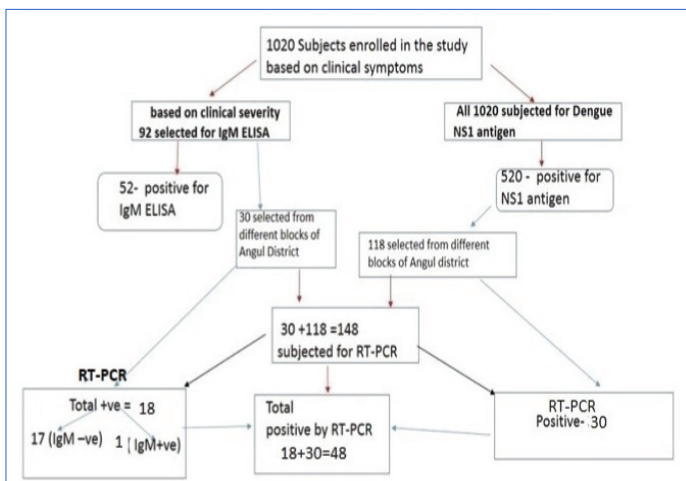 1020 Subjects enrolled in the study
based on clinical symptoms
based on clinical severity
92 selected for IgM ELISA
All 1020 subjected for Dengue
NS1 antigen
52- positive for
IgM ELISA
520 - positive for
NS1 antigen
30 selected from
different blocks of
Angul District
118 selected from different
blocks of Angul district
30 +118 =148
subjected for RT-PCR
RT-PCR
Total +ve = 18
17 (IgM -ve) 1 ( IgM+ve)
Total
positive by RT-PCR
18+30=48
RT-PCR
Positive- 30